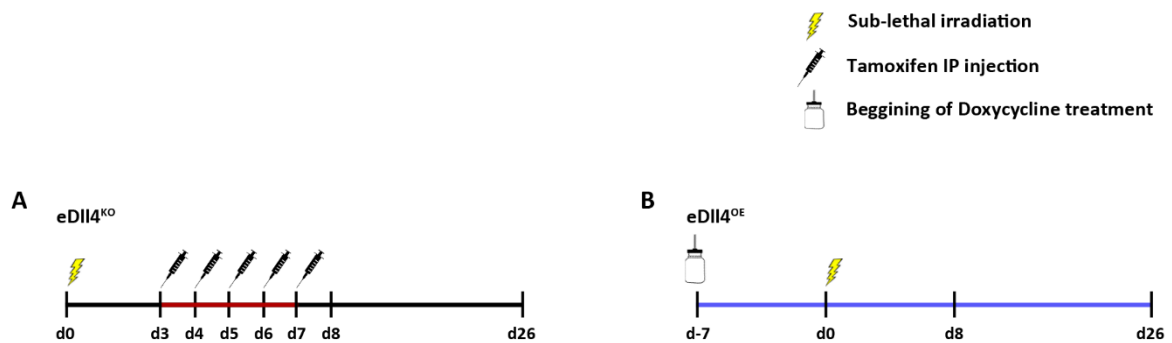 Sub-lethal irradiation
Tamoxifen IP injection
Beggining of Doxycycline treatment
A
eDll4KO
d0 d3 d4 d5 d6 d7 d8 d26
B
eDll4OE
d-7 d0 d8 d26